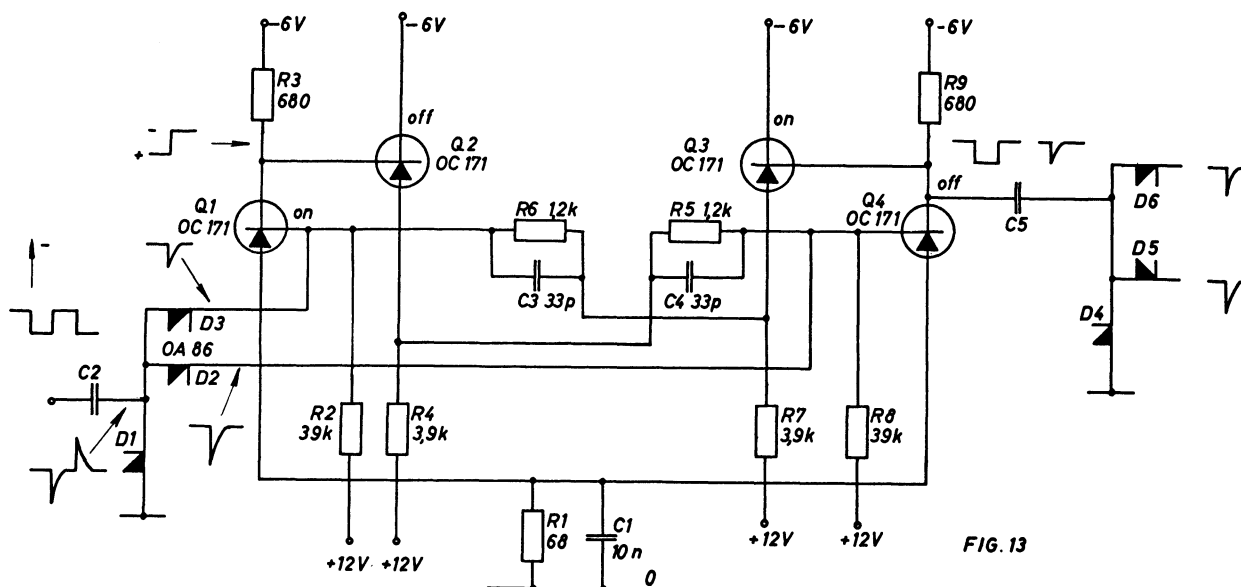 -6V
-6V
-6V
-6V
R3
680
R9
680
off
on
-
+
Q2
OC 171
Q3
OC 171
off
Q1
OC 171
on
R6 1,2k
R5 1,2k
Q4
OC 171
C5
D6
D5
-
C3 33p
C4 33p
D3
D4
OA 86
D2
C2
R2
39k
R4
3,9k
R7
3,9k
R8
39k
D1
R1
68
C1
10 n
+12V
+12V
+12V
+12V
0
FIG. 13